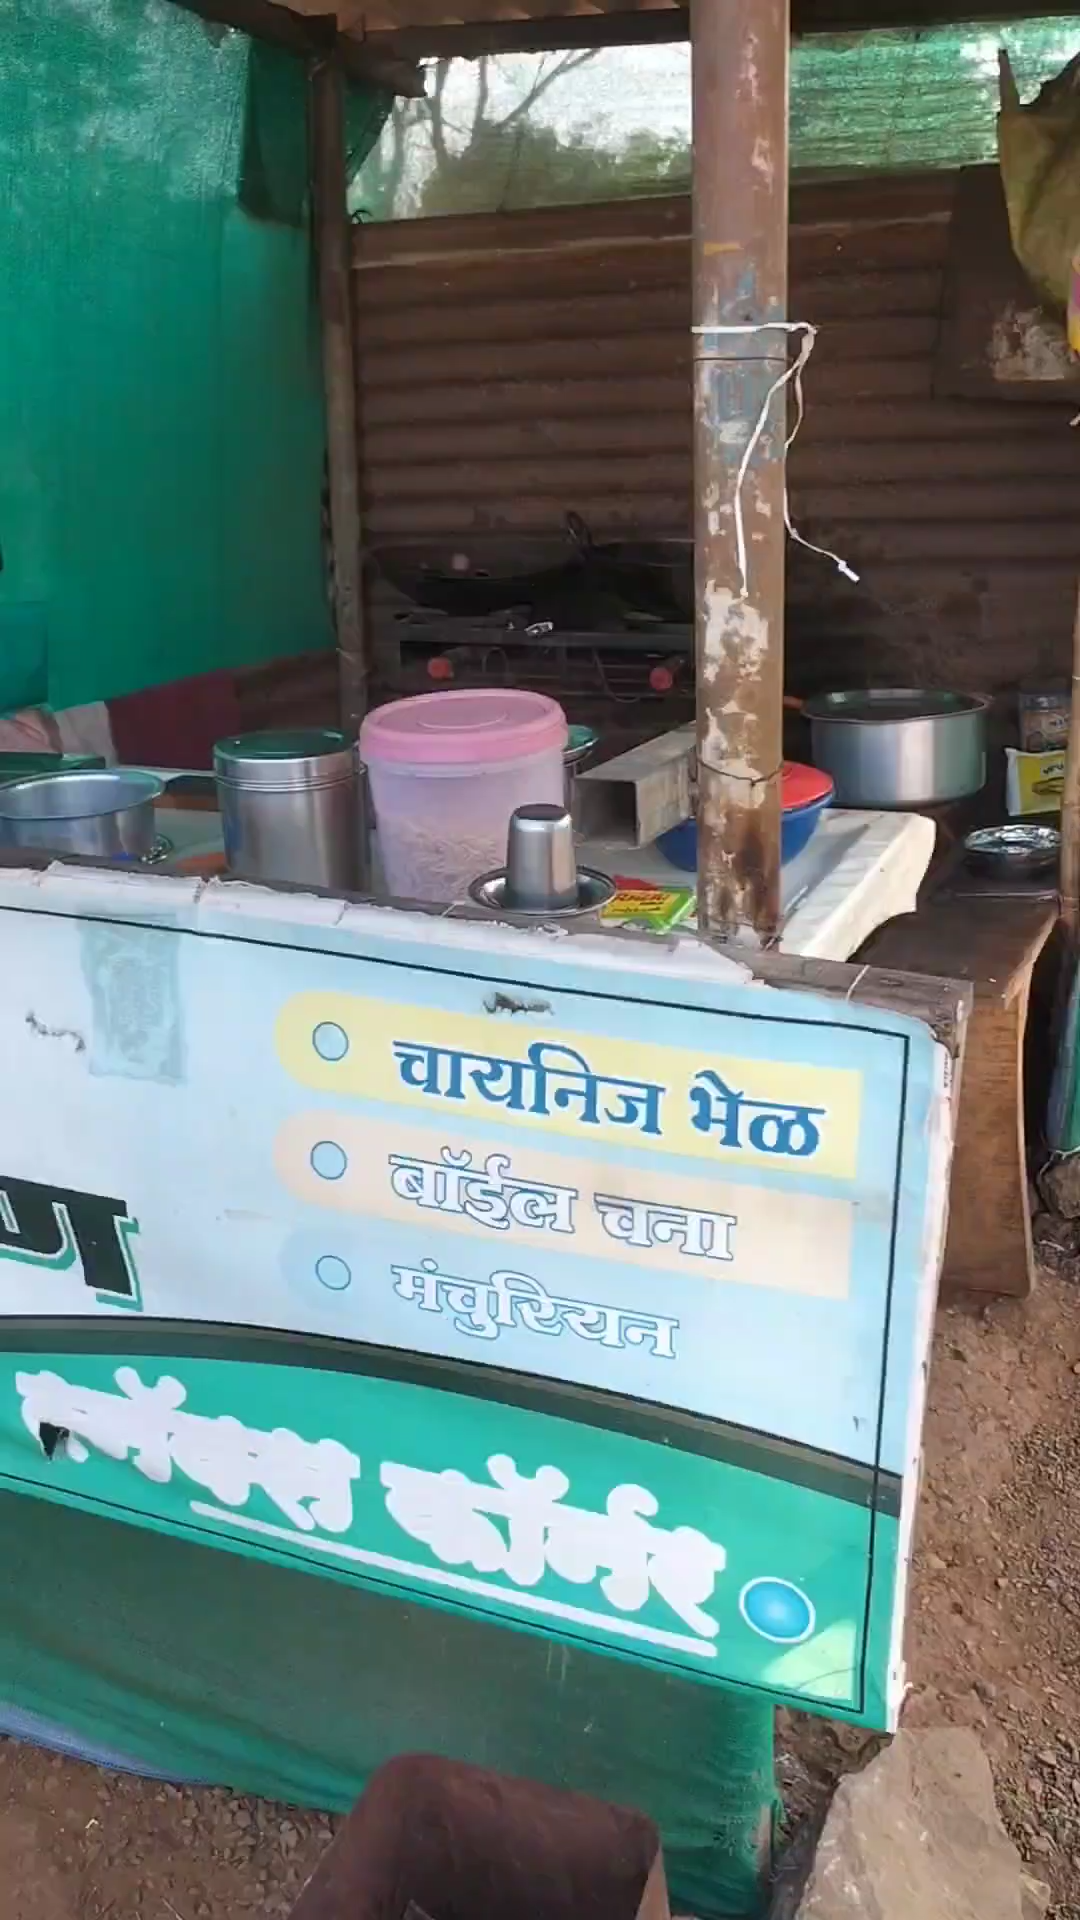 चायनिज भेळ
बॉईल चना
मंचुरियन
स्नॅक्स कॉर्नर